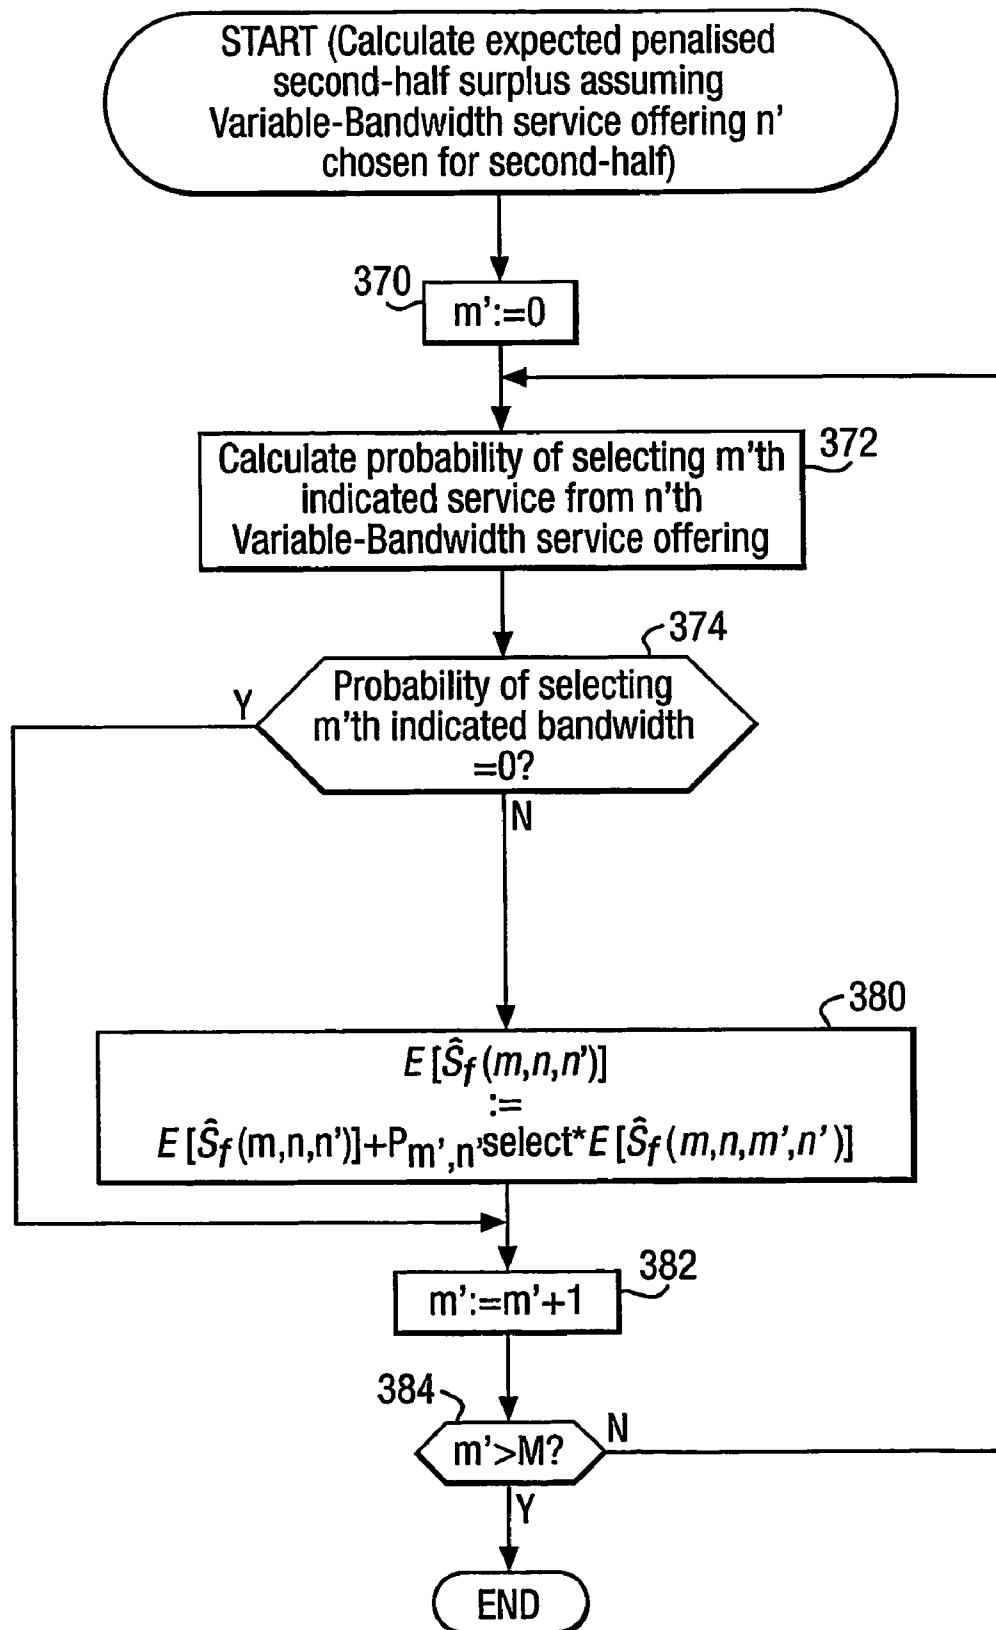 START (Calculate expected penalised
second-half surplus assuming
Variable-Bandwidth service offering n'
chosen for second-half)
370
m':=0
372
Calculate probability of selecting m'th
indicated service from n'th
Variable-Bandwidth service offering
374
Probability of selecting
m'th indicated bandwidth
=0?
Y
N
380
E[Ŝf(m,n,n')]
:=
E[Ŝf(m,n,n')]+Pm',n'select*E[Ŝf(m,n,m',n')]
382
m':=m'+1
384
m'>M?
N
Y
END